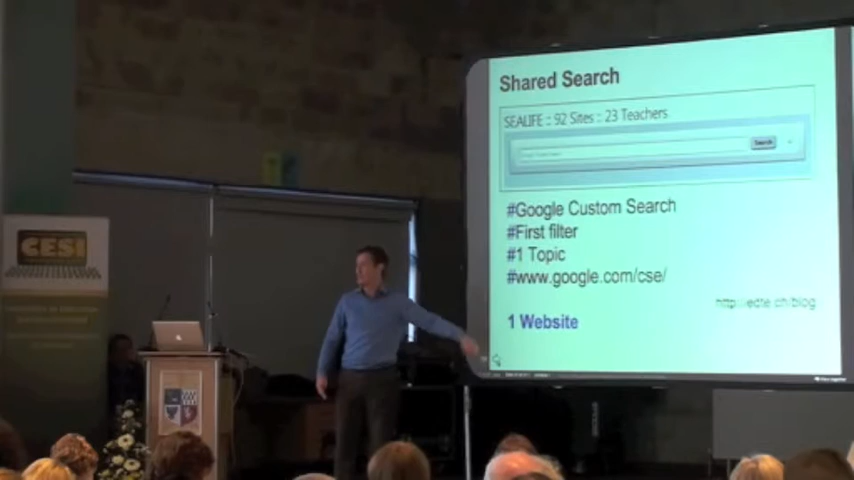 Shared Search
SEALIFE :: 92 Sites :: 23 Teachers
Search
#Google Custom Search
#First filter
#1 Topic
#www.google.com/cse/
http://edte.ch/blog
1 Website
CESI